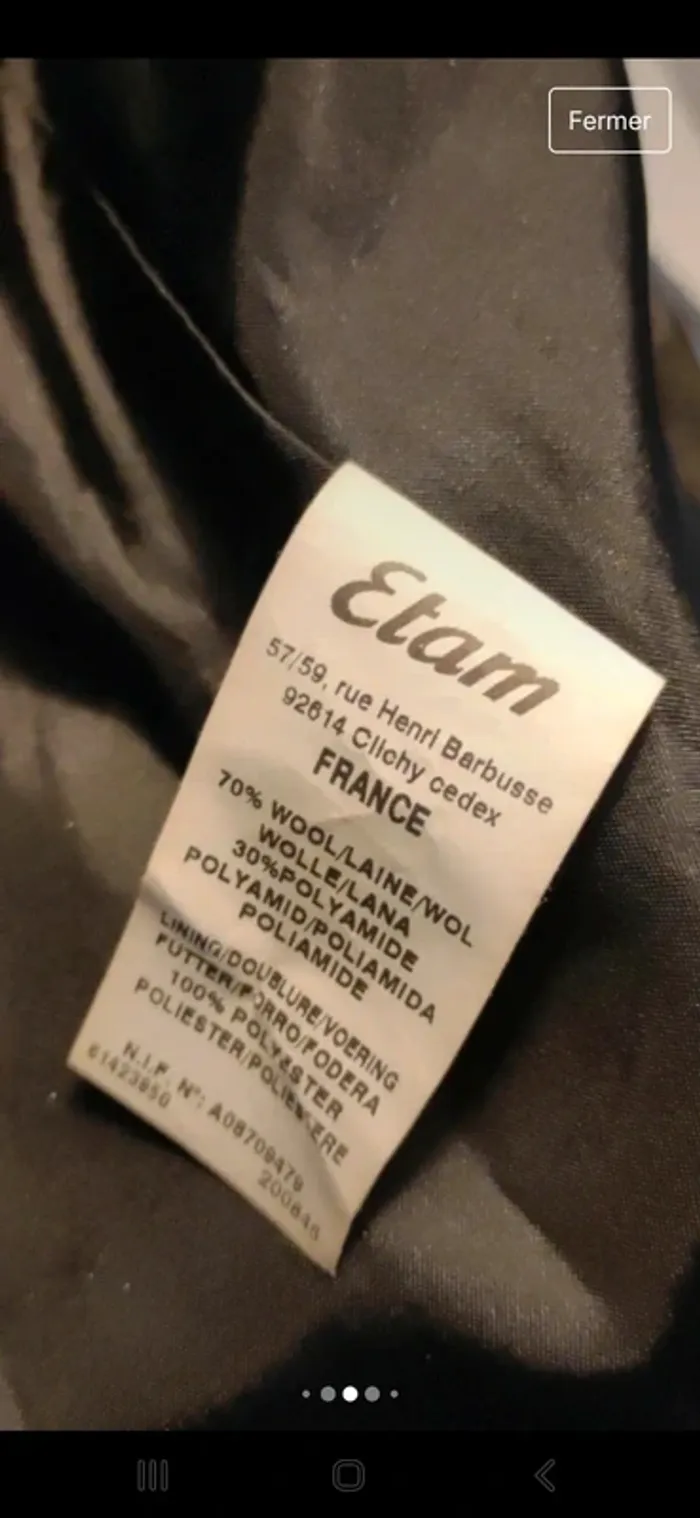 Fermer
Etam
57/59, rue Henri Barbusse
92614 Clichy cedex
FRANCE
70% WOOL/LAINE/WOL
WOLLE/LANA
30%POLYAMIDE
POLYAMID/POLIAMIDA
POLIAMIDE
LINING/DOUBLURE/VOERING
FUTTER/FORRO/FODERA
100% POLYESTER
POLIESTER/POLIESTERE
N.I.F. N°: A08709479
61423950